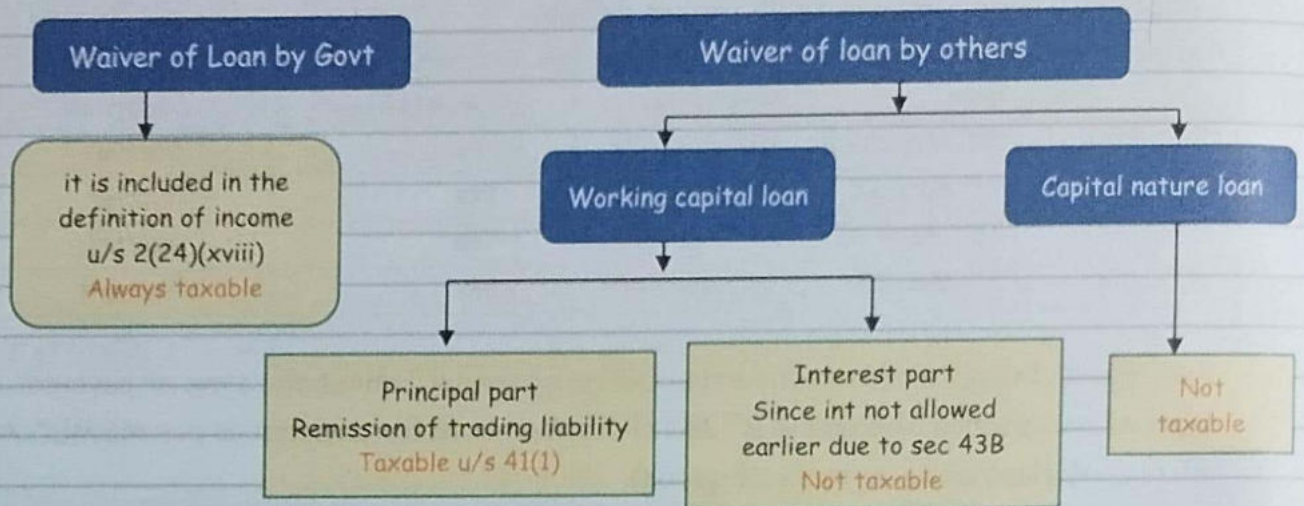 Waiver of Loan by Govt
Waiver of loan by others
it is included in the
definition of income
u/s 2(24)(xviii)
Always taxable
Working capital loan
Capital nature loan
Principal part
Remission of trading liability
Taxable u/s 41(1)
Interest part
Since int not allowed
earlier due to sec 43B
Not taxable
Not
taxable